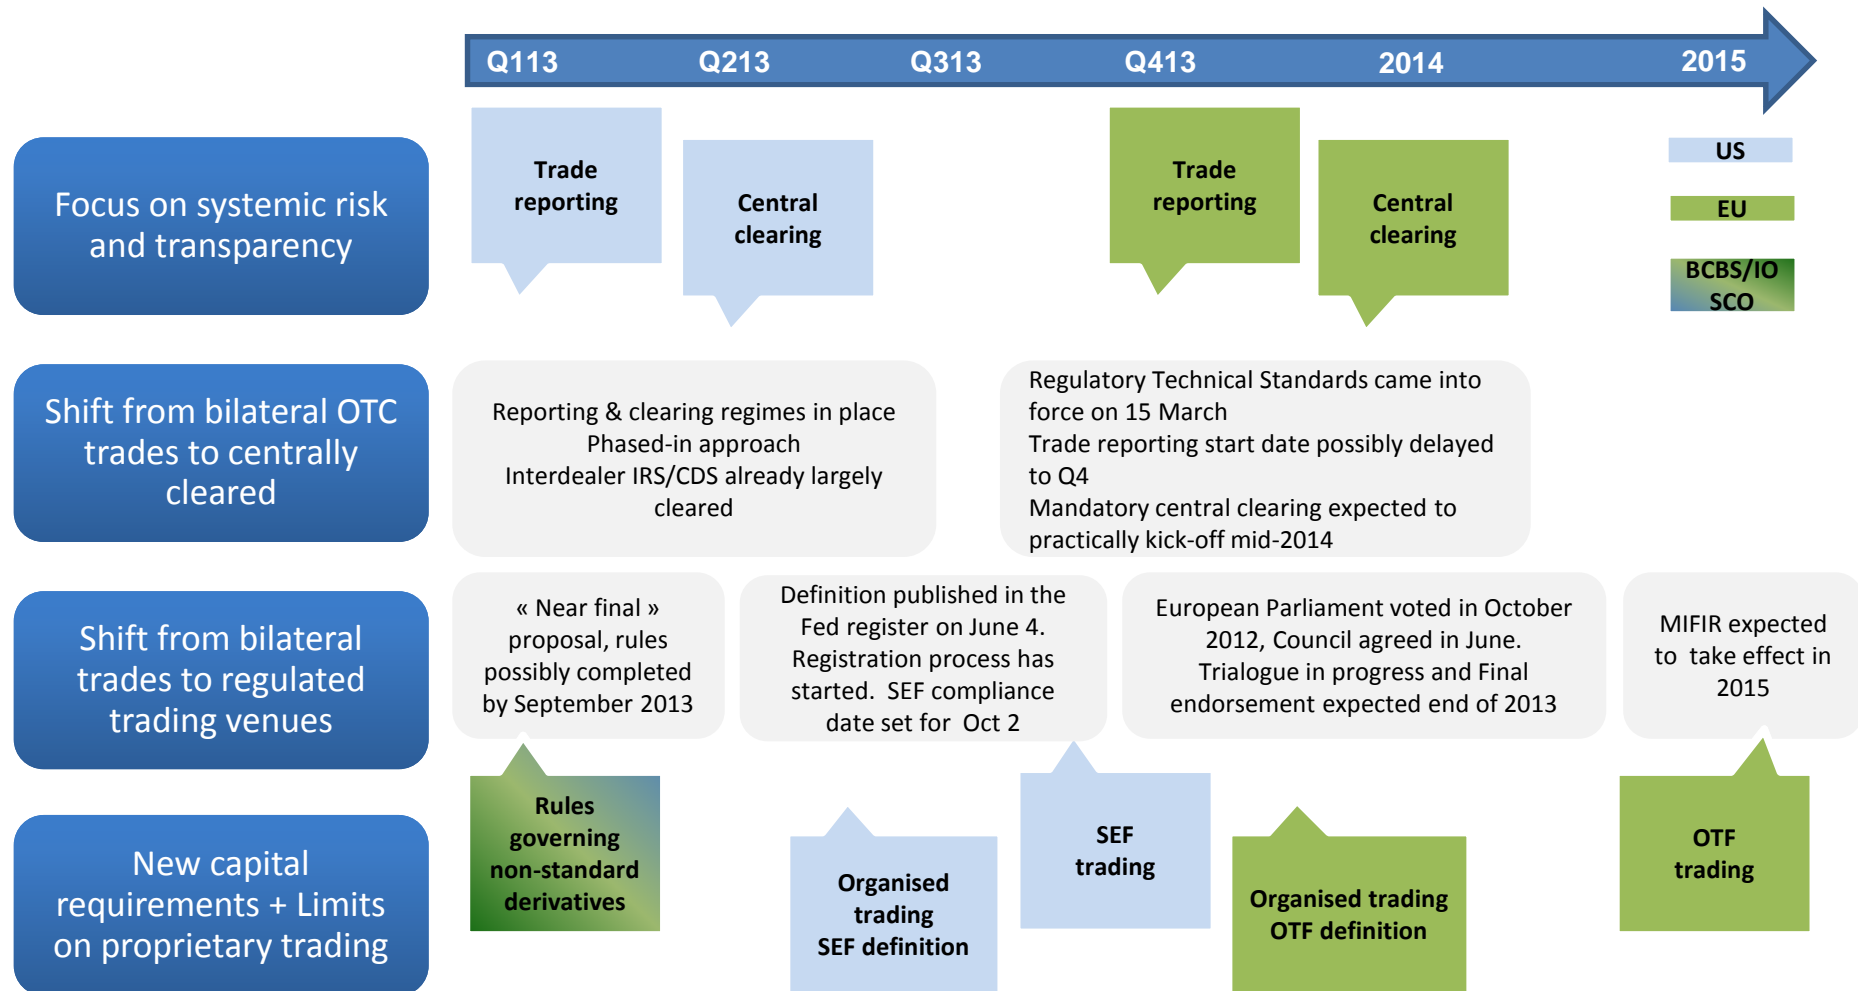 Q113 Q213 Q313 Q413 2014 2015
Focus on systemic risk
and transparency
Trade
reporting
Central
clearing
Trade
reporting
Central
clearing
US
EU
BCBS/IO
SCO
Shift from bilateral OTC
trades to centrally
cleared
Reporting & clearing regimes in place
Phased-in approach
Interdealer IRS/CDS already largely
cleared
Regulatory Technical Standards came into
force on 15 March
Trade reporting start date possibly delayed
to Q4
Mandatory central clearing expected to
practically kick-off mid-2014
Shift from bilateral
trades to regulated
trading venues
« Near final »
proposal, rules
possibly completed
by September 2013
Definition published in the
Fed register on June 4.
Registration process has
started. SEF compliance
date set for Oct 2
European Parliament voted in October
2012, Council agreed in June.
Trialogue in progress and Final
endorsement expected end of 2013
MIFIR expected
to take effect in
2015
New capital
requirements + Limits
on proprietary trading
Rules
governing
non-standard
derivatives
Organised
trading
SEF definition
SEF
trading
Organised trading
OTF definition
OTF
trading